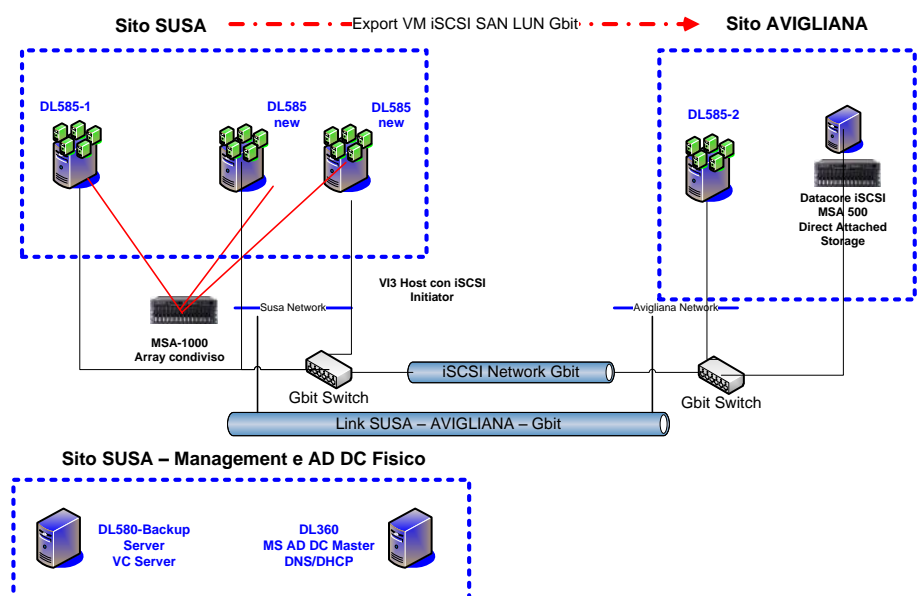 Sito SUSA
Export VM iSCSI SAN LUN Gbit
Sito AVIGLIANA
DL585-1
DL585
new
DL585
new
DL585-2
Datacore iSCSI
MSA 500
Direct Attached
Storage
VI3 Host con iSCSI
Initiator
Susa Network
Avigliana Network
MSA-1000
Array condiviso
Gbit Switch
iSCSI Network Gbit
Gbit Switch
Link SUSA – AVIGLIANA – Gbit
Sito SUSA – Management e AD DC Fisico
DL580-Backup
Server
VC Server
DL360
MS AD DC Master
DNS/DHCP